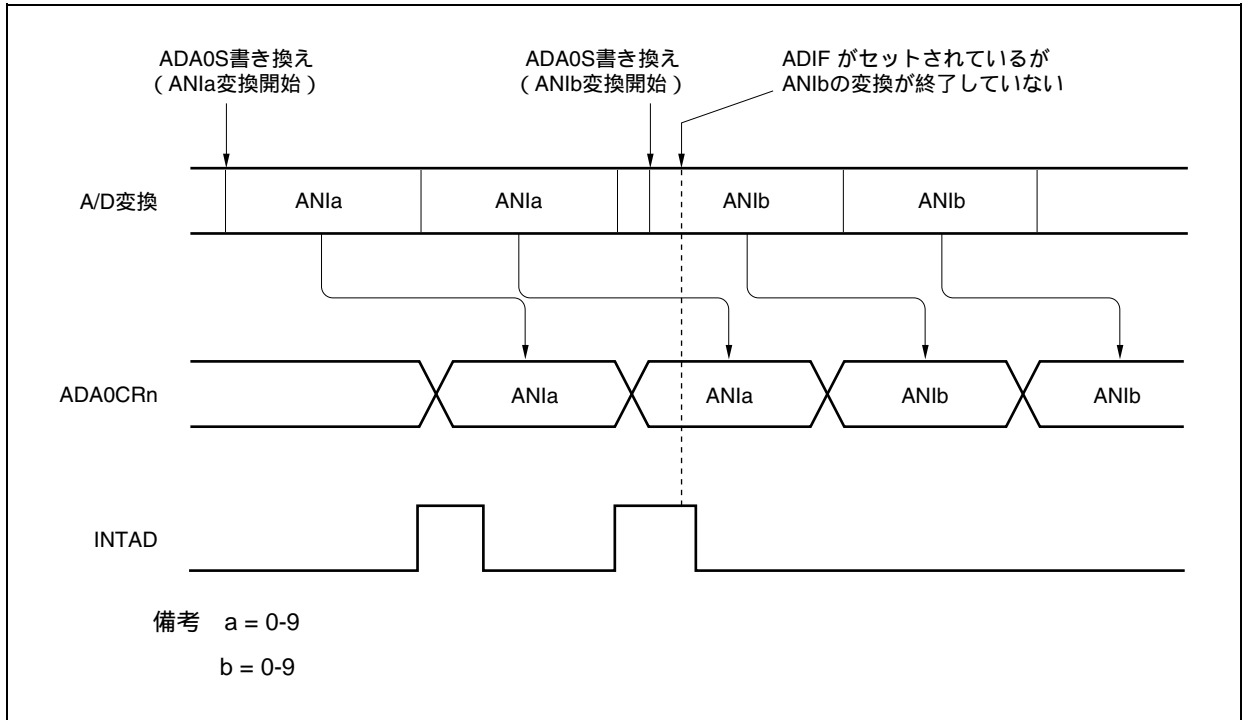 ADA0S書き換え
（ANIa変換開始）
ADA0S書き換え
（ANIb変換開始）
ADIF がセットされているが
ANIbの変換が終了していない
A/D変換
ANIa
ANIa
ANIb
ANIb
ADA0CRn
ANIa
ANIa
ANIb
ANIb
INTAD
備考 a = 0-9
b = 0-9